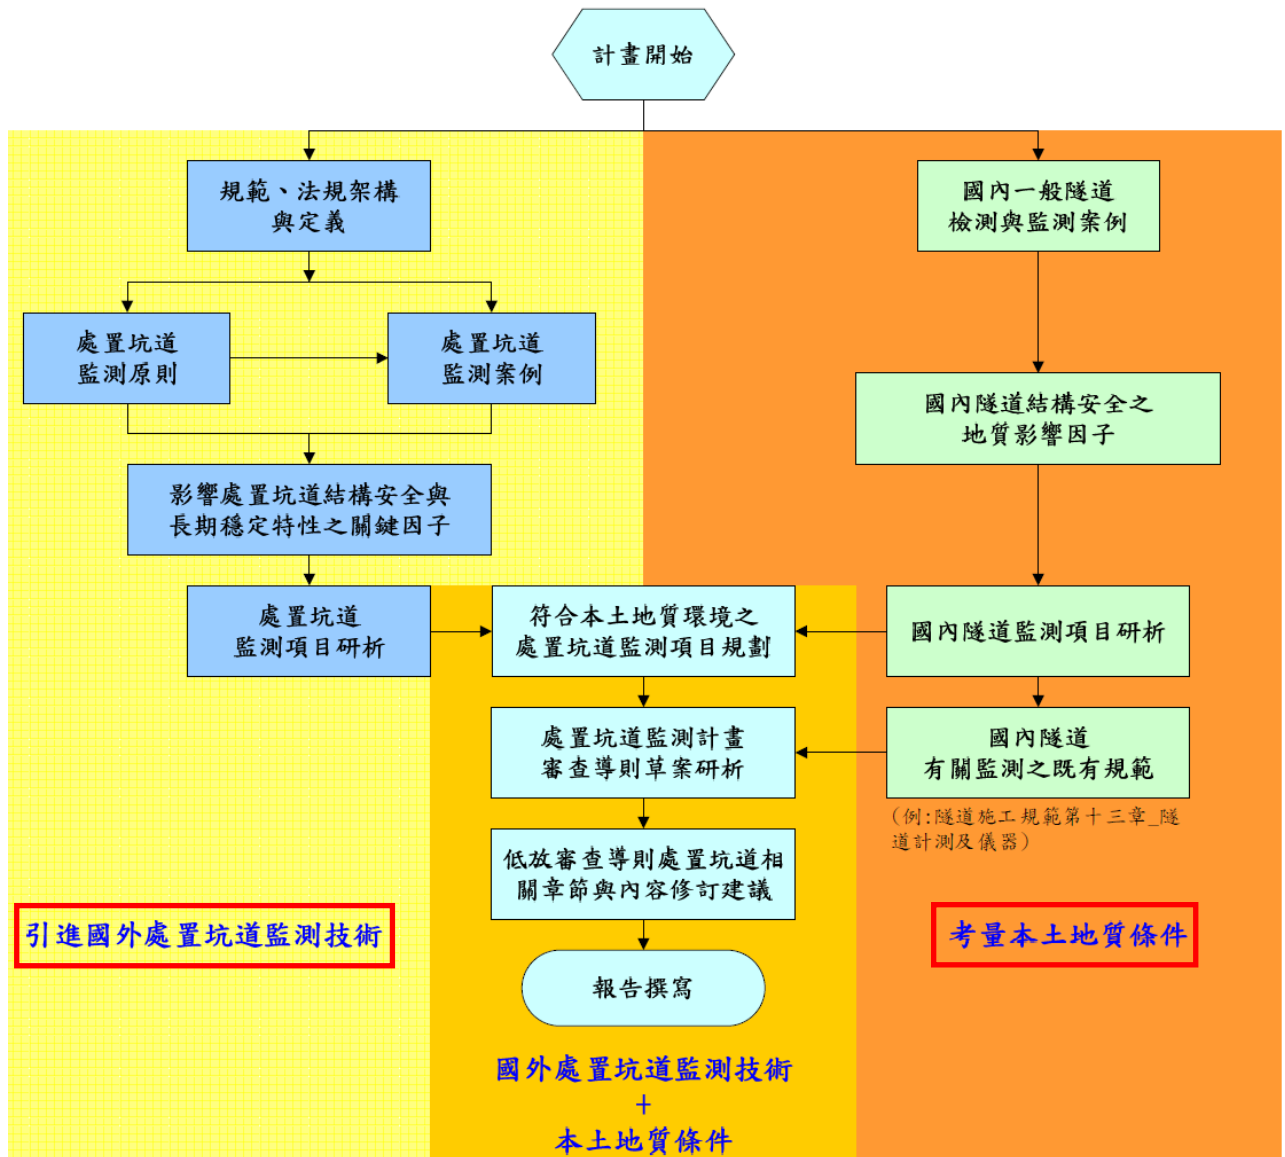 計畫開始
規範、法規架構
與定義
國內一般隧道
檢測與監測案例
處置坑道
監測原則
處置坑道
監測案例
國內隧道結構安全之
地質影響因子
影響處置坑道結構安全與
長期穩定特性之關鍵因子
處置坑道
監測項目研析
符合本土地質環境之
處置坑道監測項目規劃
國內隧道監測項目研析
處置坑道監測計畫
審查導則草案研析
國內隧道
有關監測之既有規範
(例:隧道施工規範第十三章_隧
道計測及儀器)
低放審查導則處置坑道相
關章節與內容修訂建議
引進國外處置坑道監測技術
考量本土地質條件
報告撰寫
國外處置坑道監測技術
+
本土地質條件